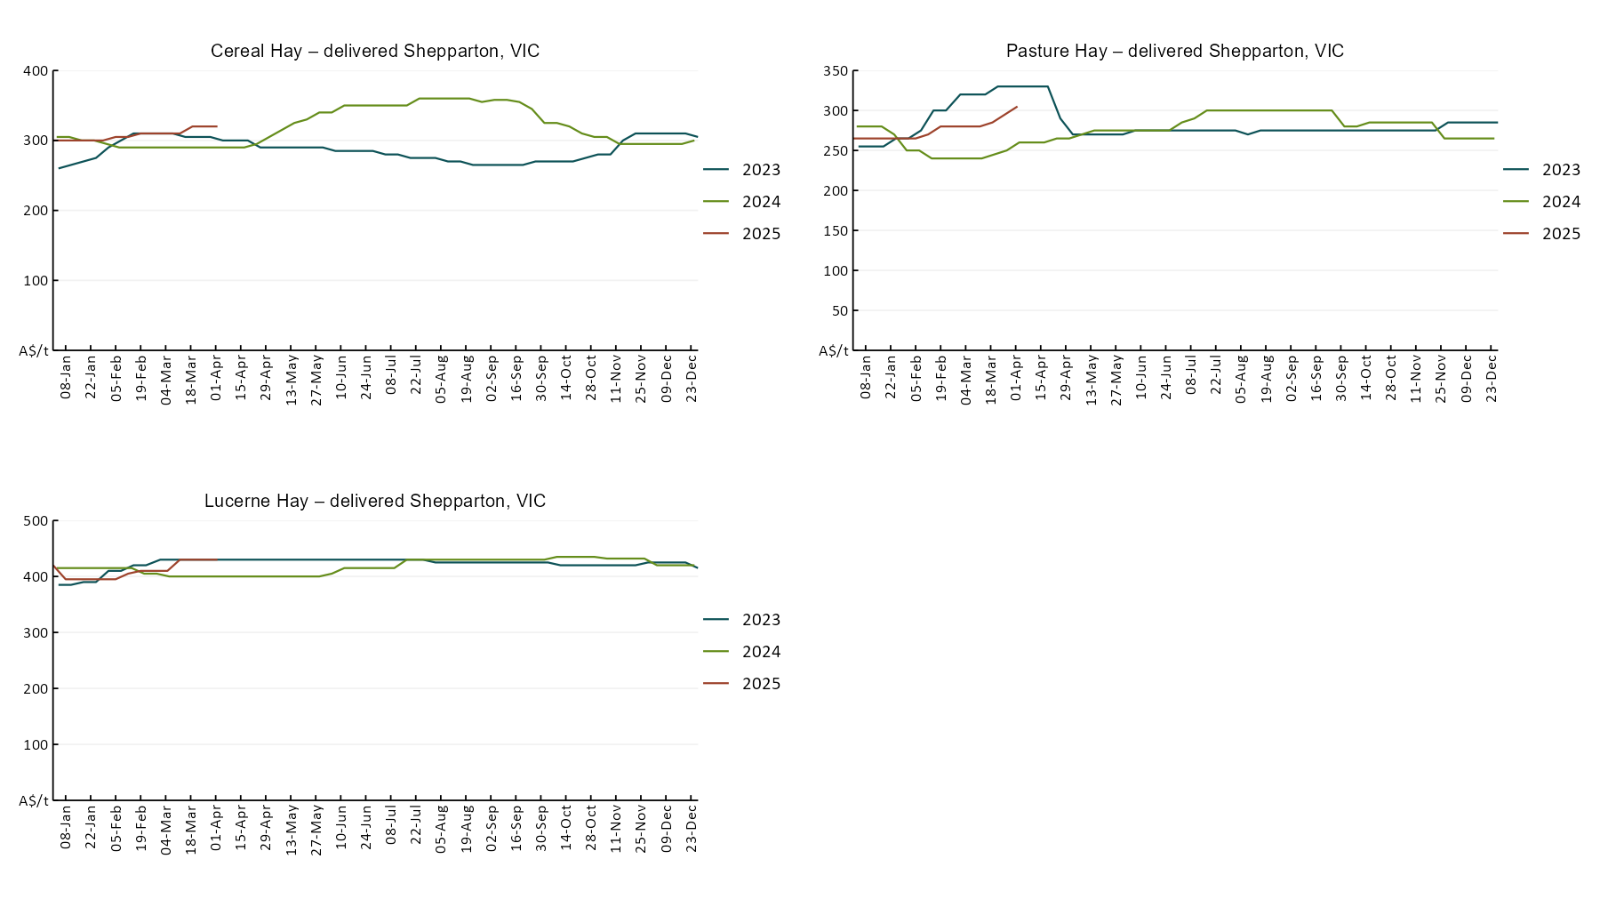 Cereal Hay – delivered Shepparton, VIC
400
300
200
100
A$/t
08-Jan
22-Jan
05-Feb
19-Feb
04-Mar
18-Mar
01-Apr
15-Apr
29-Apr
13-May
27-May
10-Jun
24-Jun
08-Jul
22-Jul
05-Aug
19-Aug
02-Sep
16-Sep
30-Sep
14-Oct
28-Oct
11-Nov
25-Nov
09-Dec
23-Dec
2023
2024
2025
Pasture Hay – delivered Shepparton, VIC
350
300
250
200
150
100
50
A$/t
08-Jan
22-Jan
05-Feb
19-Feb
04-Mar
18-Mar
01-Apr
15-Apr
29-Apr
13-May
27-May
10-Jun
24-Jun
08-Jul
22-Jul
05-Aug
19-Aug
02-Sep
16-Sep
30-Sep
14-Oct
28-Oct
11-Nov
25-Nov
09-Dec
23-Dec
2023
2024
2025
Lucerne Hay – delivered Shepparton, VIC
500
400
300
200
100
A$/t
08-Jan
22-Jan
05-Feb
19-Feb
04-Mar
18-Mar
01-Apr
15-Apr
29-Apr
13-May
27-May
10-Jun
24-Jun
08-Jul
22-Jul
05-Aug
19-Aug
02-Sep
16-Sep
30-Sep
14-Oct
28-Oct
11-Nov
25-Nov
09-Dec
23-Dec
2023
2024
2025